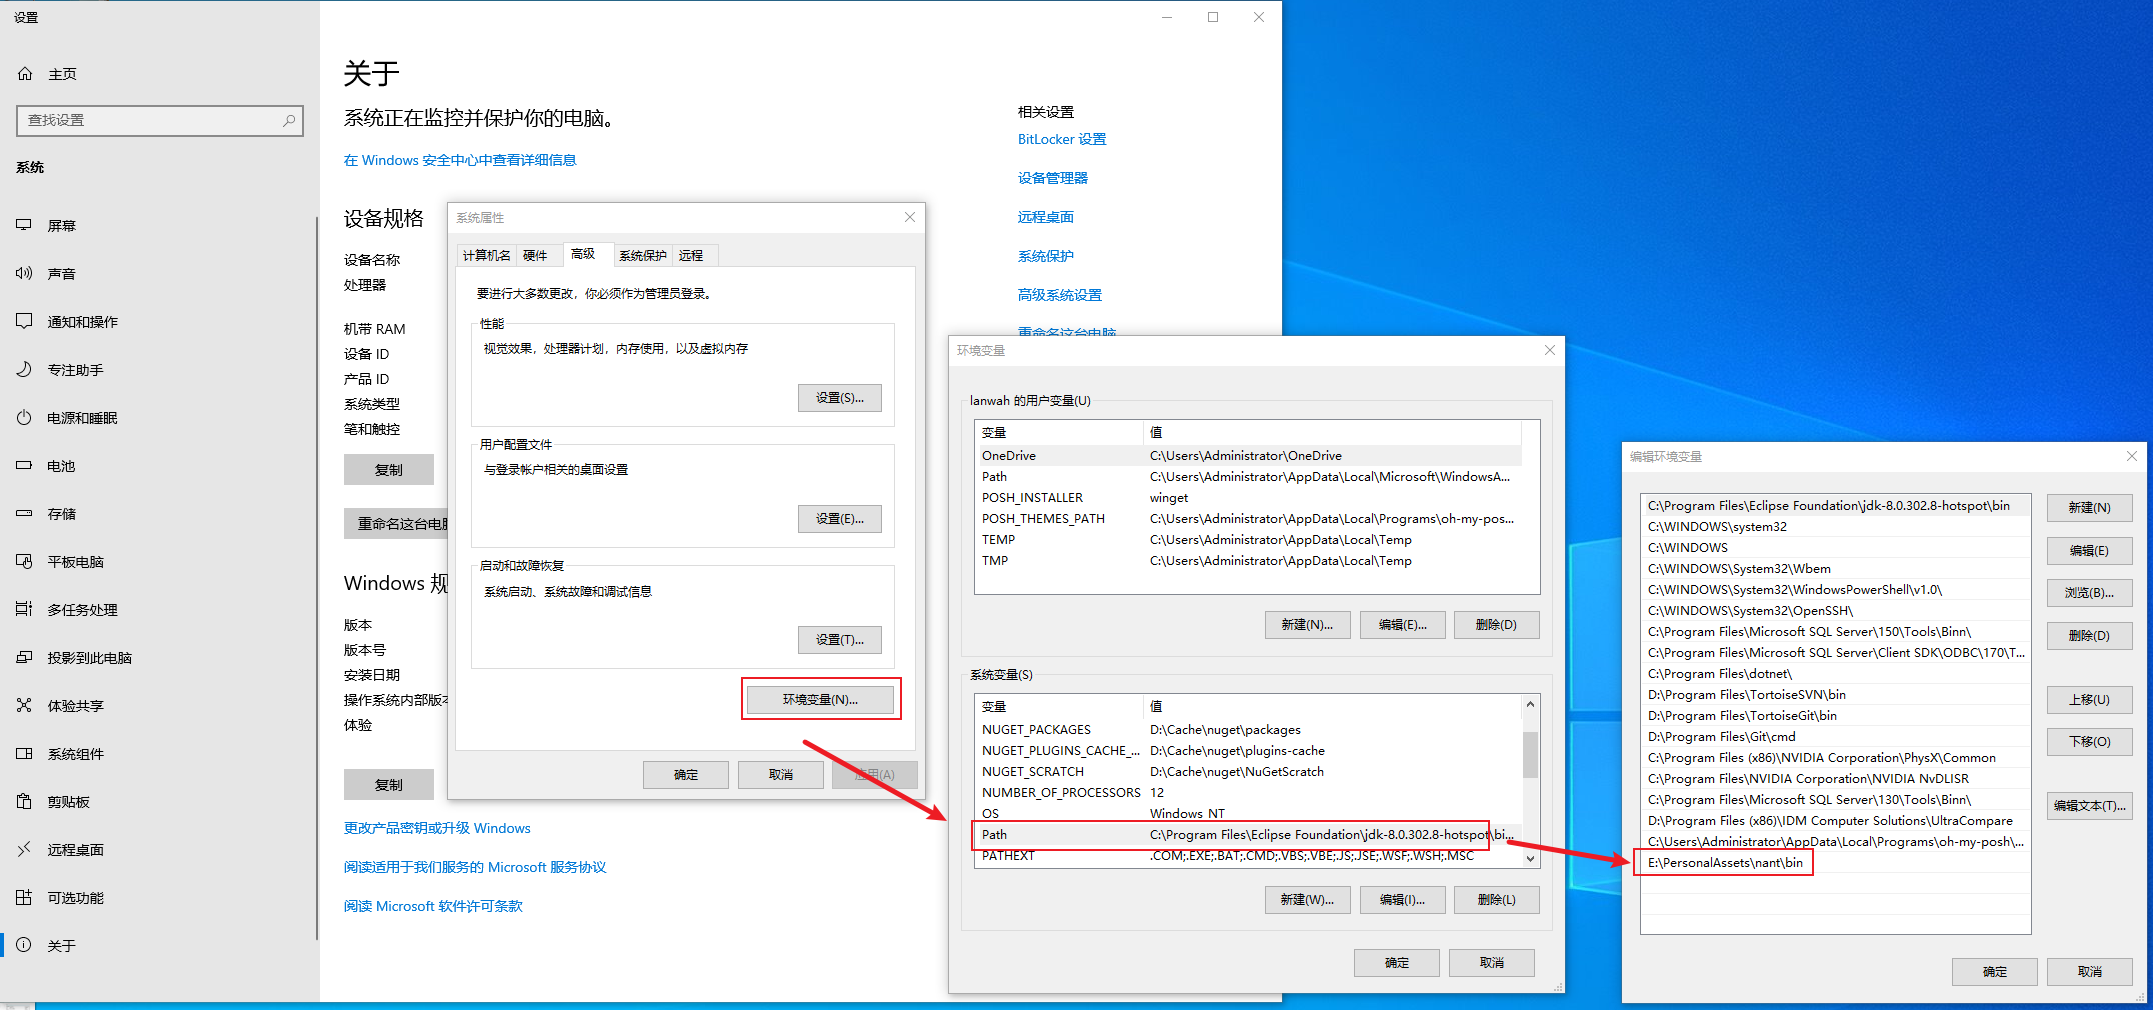 设置
主页
查找设置
系统
屏幕
声音
通知和操作
专注助手
电源和睡眠
电池
存储
平板电脑
多任务处理
投影到此电脑
体验共享
系统组件
剪贴板
远程桌面
可选功能
关于
关于
系统正在监控并保护你的电脑。
在 Windows 安全中心中查看详细信息
设备规格
设备名称
处理器
机带 RAM
设备 ID
产品 ID
系统类型
笔和触控
复制
重命名这台电脑
Windows 规
版本
版本号
安装日期
操作系统内部版本
体验
复制
更改产品密钥或升级 Windows
阅读适用于我们服务的 Microsoft 服务协议
阅读 Microsoft 软件许可条款
相关设置
BitLocker 设置
设备管理器
远程桌面
系统保护
高级系统设置
重命名这台电脑
系统属性
计算机名 硬件 高级 系统保护 远程
要进行大多数更改，你必须作为管理员登录。
性能
视觉效果，处理器计划，内存使用，以及虚拟内存
设置(S)...
用户配置文件
与登录帐户相关的桌面设置
设置(E)...
启动和故障恢复
系统启动、系统故障和调试信息
设置(T)...
环境变量(N)...
确定 取消 应用(A)
环境变量
lanwah 的用户变量(U)
变量 值
OneDrive C:\Users\Administrator\OneDrive
Path C:\Users\Administrator\AppData\Local\Microsoft\WindowsA...
POSH_INSTALLER winget
POSH_THEMES_PATH C:\Users\Administrator\AppData\Local\Programs\oh-my-pos...
TEMP C:\Users\Administrator\AppData\Local\Temp
TMP C:\Users\Administrator\AppData\Local\Temp
新建(N)... 编辑(E)... 删除(D)
系统变量(S)
变量 值
NUGET_PACKAGES D:\Cache\nuget\packages
NUGET_PLUGINS_CACHE_... D:\Cache\nuget\plugins-cache
NUGET_SCRATCH D:\Cache\nuget\NuGetScratch
NUMBER_OF_PROCESSORS 12
OS Windows_NT
Path C:\Program Files\Eclipse Foundation\jdk-8.0.302.8-hotspot\bi...
PATHEXT .COM;.EXE;.BAT;.CMD;.VBS;.VBE;.JS;.JSE;.WSF;.WSH;.MSC
新建(W)... 编辑(I)... 删除(L)
确定 取消
编辑环境变量
C:\Program Files\Eclipse Foundation\jdk-8.0.302.8-hotspot\bin
C:\WINDOWS\system32
C:\WINDOWS
C:\WINDOWS\System32\Wbem
C:\WINDOWS\System32\WindowsPowerShell\v1.0\
C:\WINDOWS\System32\OpenSSH\
C:\Program Files\Microsoft SQL Server\150\Tools\Binn\
C:\Program Files\Microsoft SQL Server\Client SDK\ODBC\170\T...
C:\Program Files\dotnet\
D:\Program Files\TortoiseSVN\bin
D:\Program Files\TortoiseGit\bin
D:\Program Files\Git\cmd
C:\Program Files (x86)\NVIDIA Corporation\PhysX\Common
C:\Program Files\NVIDIA Corporation\NVIDIA NvDLISR
C:\Program Files\Microsoft SQL Server\130\Tools\Binn\
D:\Program Files (x86)\IDM Computer Solutions\UltraCompare
C:\Users\Administrator\AppData\Local\Programs\oh-my-posh\...
E:\PersonalAssets\nant\bin
新建(N)
编辑(E)
浏览(B)...
删除(D)
上移(U)
下移(O)
编辑文本(T)...
确定 取消